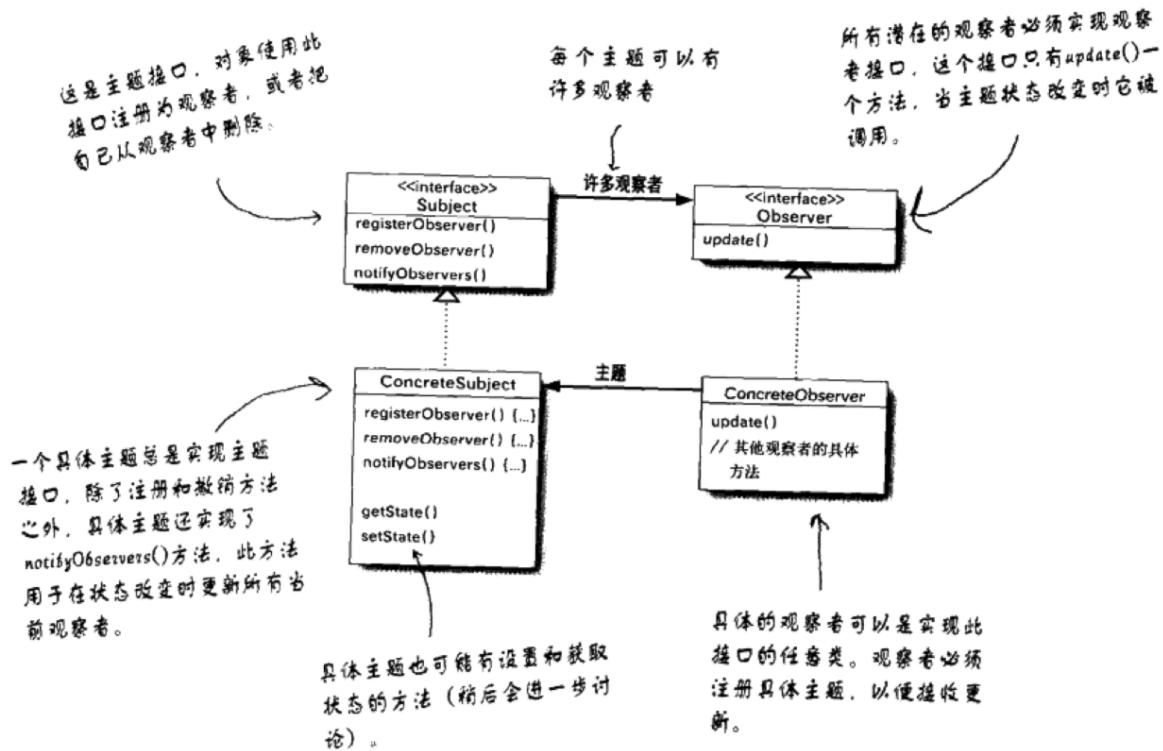 这是主题接口，对象使用此
接口注册为观察者，或者把
自己从观察者中删除。
每个主题可以有
许多观察者
所有潜在的观察者必须实现观察
者接口，这个接口只有update()一
个方法，当主题状态改变时它被
调用。
<<interface>>
Subject
registerObserver()
removeObserver()
notifyObservers()
许多观察者
<<interface>>
Observer
update()
ConcreteSubject
registerObserver() {...}
removeObserver() {...}
notifyObservers() {...}
getState()
setState()
主题
ConcreteObserver
update()
// 其他观察者的具体
方法
一个具体主题总是实现主题
接口，除了注册和撤销方法
之外，具体主题还实现了
notifyObservers()方法，此方法
用于在状态改变时更新所有当
前观察者。
具体主题也可能有设置和获取
状态的方法（稍后会进一步讨
论）。
具体的观察者可以是实现此
接口的任意类。观察者必须
注册具体主题，以便接收更
新。